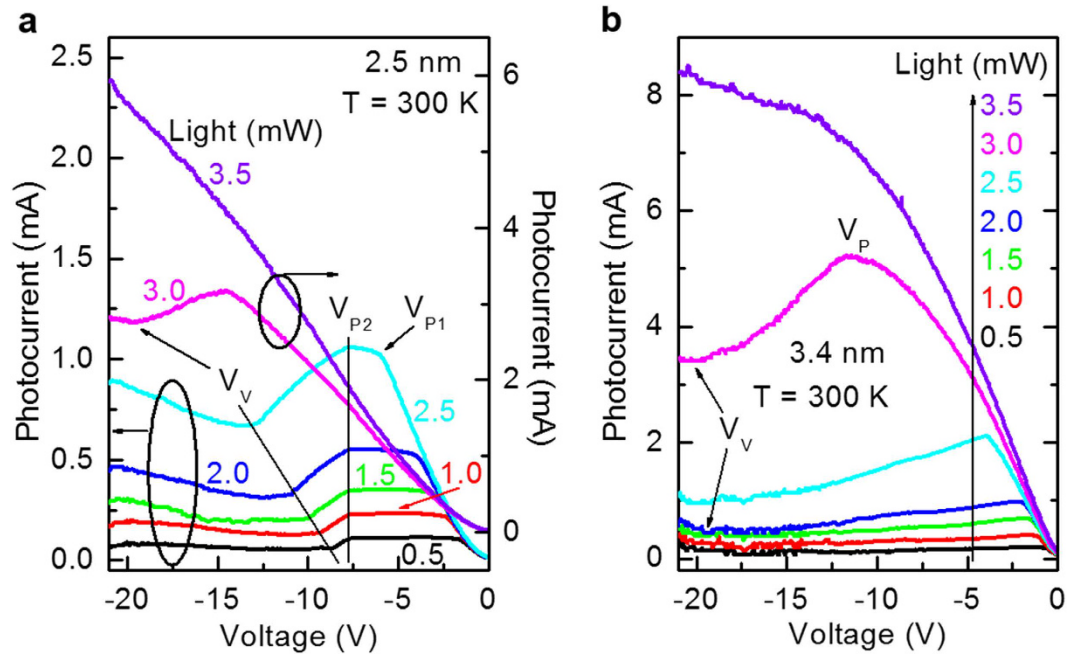 a
2.5 nm
T = 300 K
Light (mW)
3.5
3.0
V_P2
V_P1
V_V
2.5
2.0
1.5
1.0
0.5
2.5
2.0
1.5
1.0
0.5
0.0
Photocurrent (mA)
6
4
2
0
Photocurrent (mA)
-20
-15
-10
-5
0
Voltage (V)
b
Light (mW)
3.5
3.0
2.5
2.0
1.5
1.0
0.5
V_P
3.4 nm
T = 300 K
V_V
8
6
4
2
0
Photocurrent (mA)
-20
-15
-10
-5
0
Voltage (V)